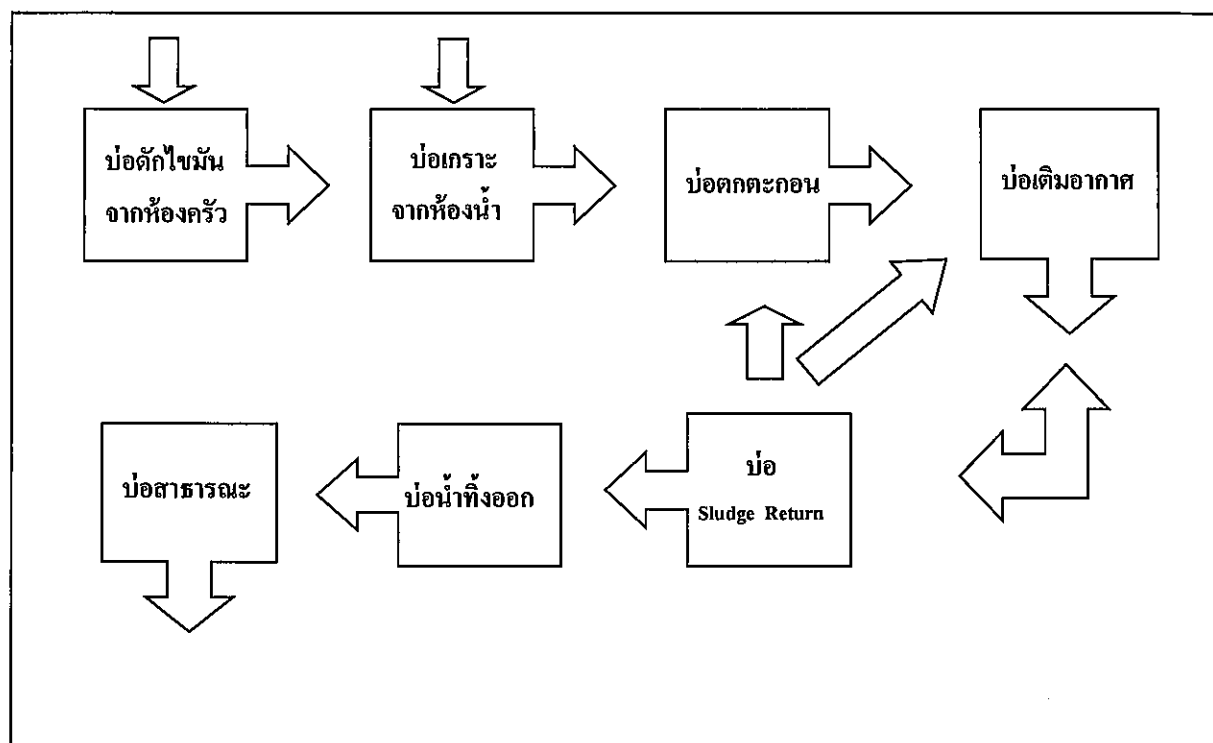 บ่อดักไขมัน
จากห้องครัว
บ่อเกราะ
จากห้องน้ำ
บ่อตกตะกอน
บ่อเติมอากาศ
บ่อสาธารณะ
บ่อน้ำทิ้งออก
บ่อ
Sludge Return